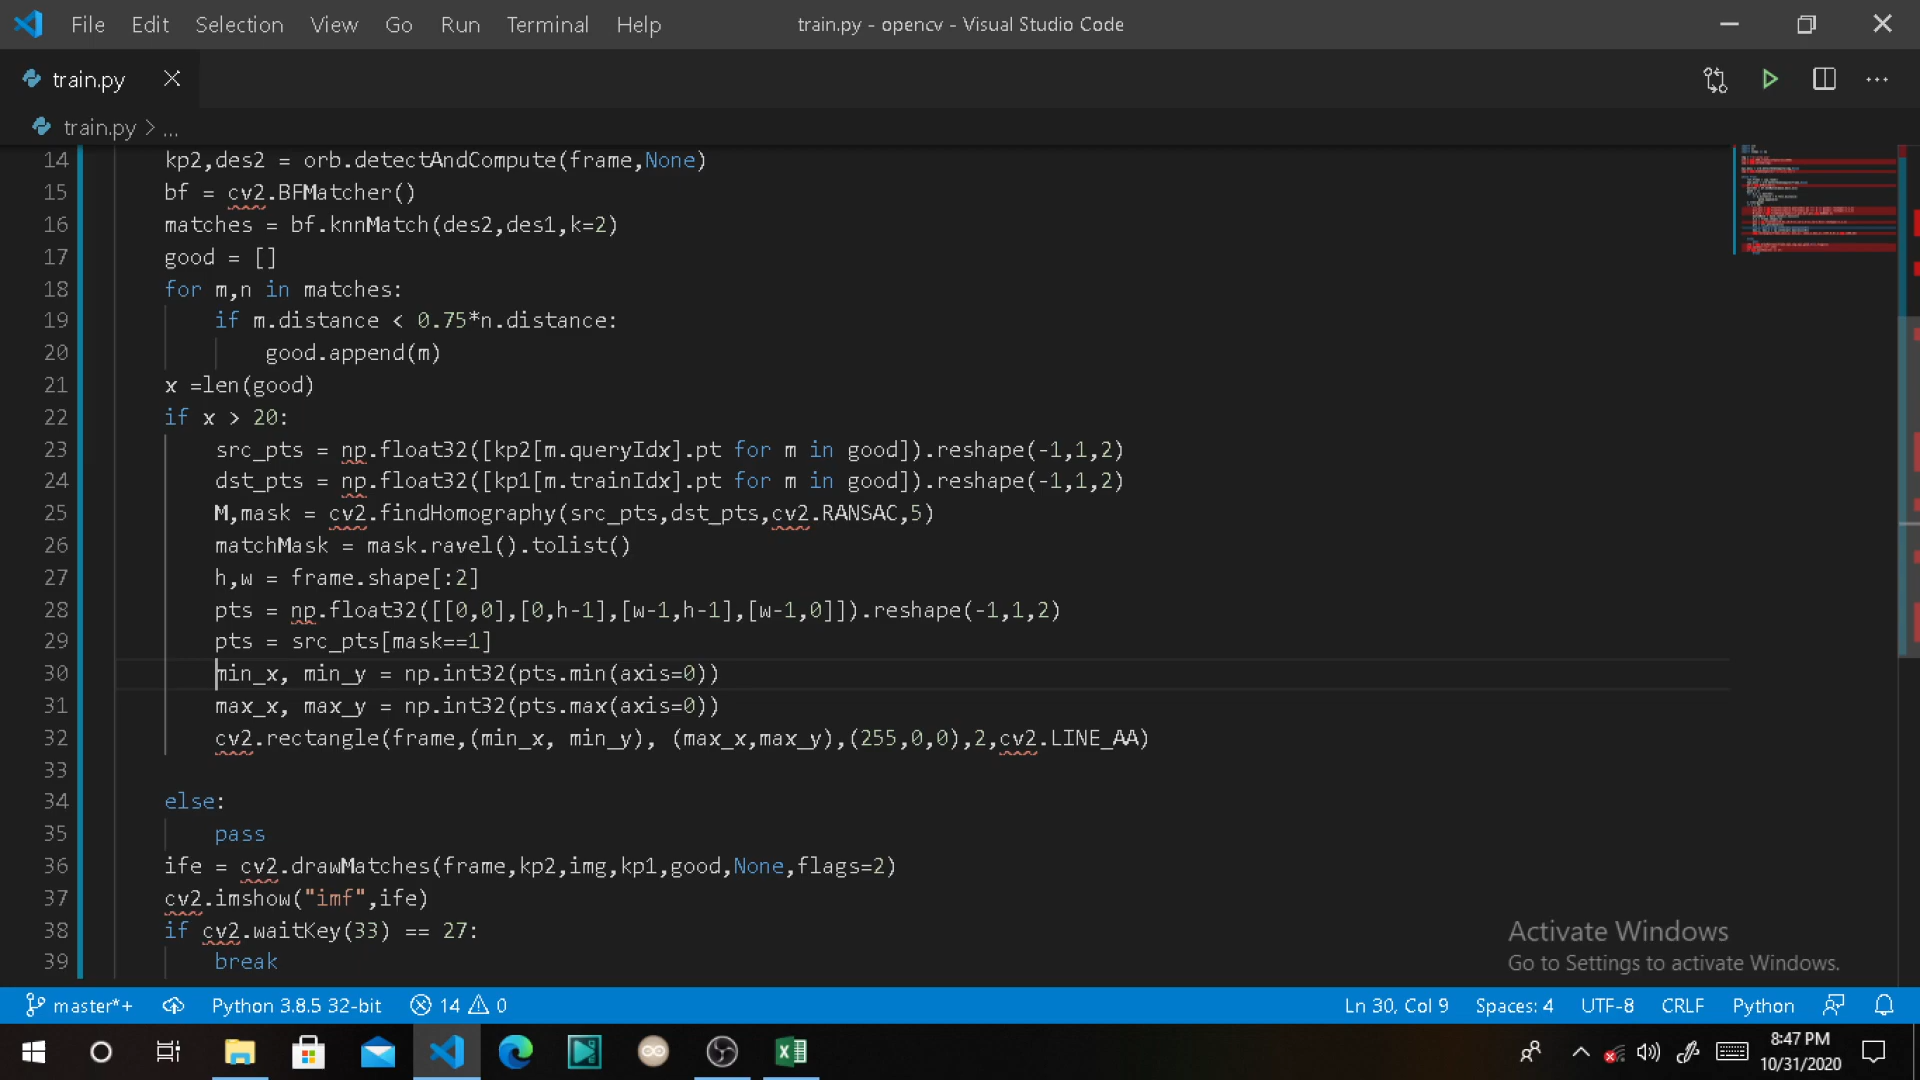 File Edit Selection View Go Run Terminal Help train.py - opencv - Visual Studio Code
train.py
train.py > ...
14 kp2,des2 = orb.detectAndCompute(frame,None)
15 bf = cv2.BFMatcher()
16 matches = bf.knnMatch(des2,des1,k=2)
17 good = []
18 for m,n in matches:
19 if m.distance < 0.75*n.distance:
20 good.append(m)
21 x =len(good)
22 if x > 20:
23 src_pts = np.float32([kp2[m.queryIdx].pt for m in good]).reshape(-1,1,2)
24 dst_pts = np.float32([kp1[m.trainIdx].pt for m in good]).reshape(-1,1,2)
25 M,mask = cv2.findHomography(src_pts,dst_pts,cv2.RANSAC,5)
26 matchMask = mask.ravel().tolist()
27 h,w = frame.shape[:2]
28 pts = np.float32([[0,0],[0,h-1],[w-1,h-1],[w-1,0]]).reshape(-1,1,2)
29 pts = src_pts[mask==1]
30 min_x, min_y = np.int32(pts.min(axis=0))
31 max_x, max_y = np.int32(pts.max(axis=0))
32 cv2.rectangle(frame,(min_x, min_y), (max_x,max_y),(255,0,0),2,cv2.LINE_AA)
33
34 else:
35 pass
36 ife = cv2.drawMatches(frame,kp2,img,kp1,good,None,flags=2)
37 cv2.imshow("imf",ife)
38 if cv2.waitKey(33) == 27:
39 break
Activate Windows
Go to Settings to activate Windows.
master*+ Python 3.8.5 32-bit 14 0 Ln 30, Col 9 Spaces: 4 UTF-8 CRLF Python
8:47 PM
10/31/2020